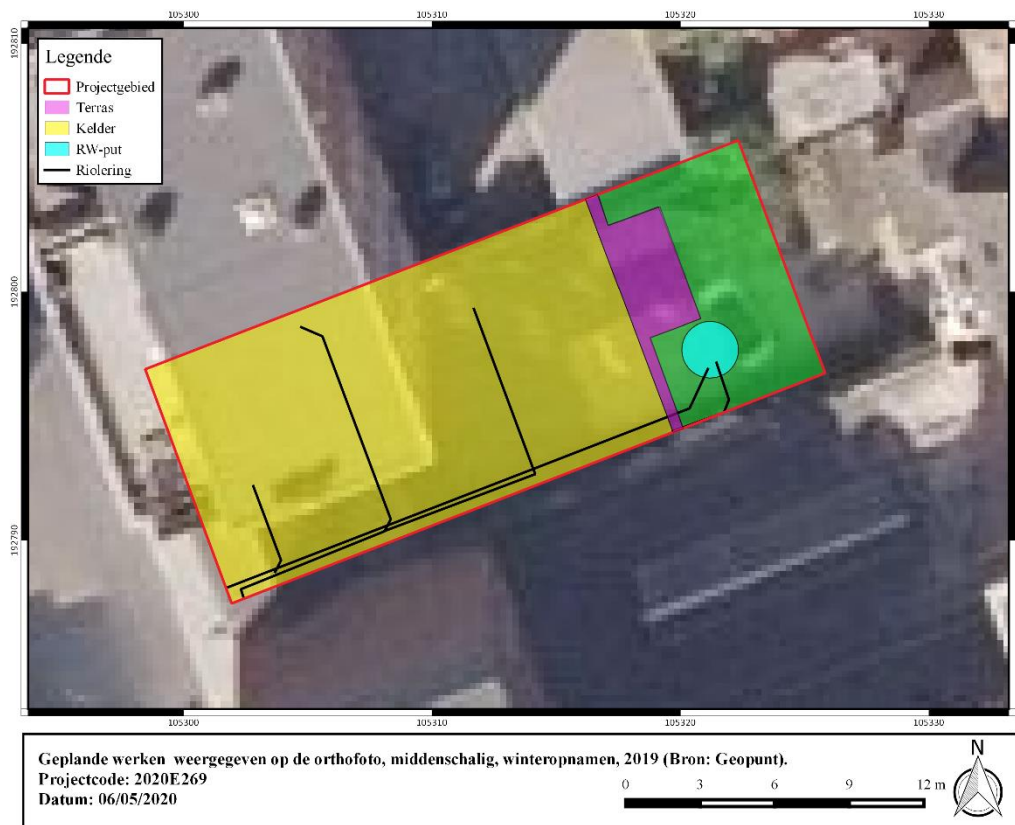 105300 105310 105320 105330
192810
Legende
Projectgebied
Terras
Kelder
RW-put
Riolering
192800
192790
105300 105310 105320 105330
Geplande werken weergegeven op de orthofoto, middenschalig, winteropnamen, 2019 (Bron: Geopunt).
Projectcode: 2020E269
Datum: 06/05/2020
0 3 6 9 12 m
N